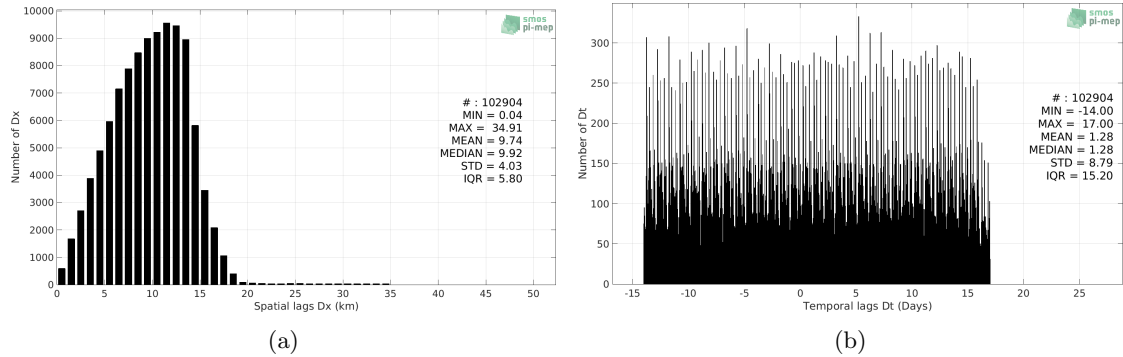 10000
9000
8000
7000
6000
5000
4000
3000
2000
1000
0
Number of Dx
smos
pi-mep
# : 102904
MIN = 0.04
MAX = 34.91
MEAN = 9.74
MEDIAN = 9.92
STD = 4.03
IQR = 5.80
0 5 10 15 20 25 30 35 40 45 50
Spatial lags Dx (km)
(a)
300
250
200
150
100
50
0
Number of Dt
smos
pi-mep
# : 102904
MIN = -14.00
MAX = 17.00
MEAN = 1.28
MEDIAN = 1.28
STD = 8.79
IQR = 15.20
-15 -10 -5 0 5 10 15 20 25
Temporal lags Dt (Days)
(b)